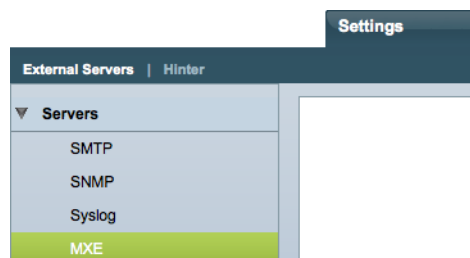 Settings
External Servers | Hinter
Servers
SMTP
SNMP
Syslog
MXE